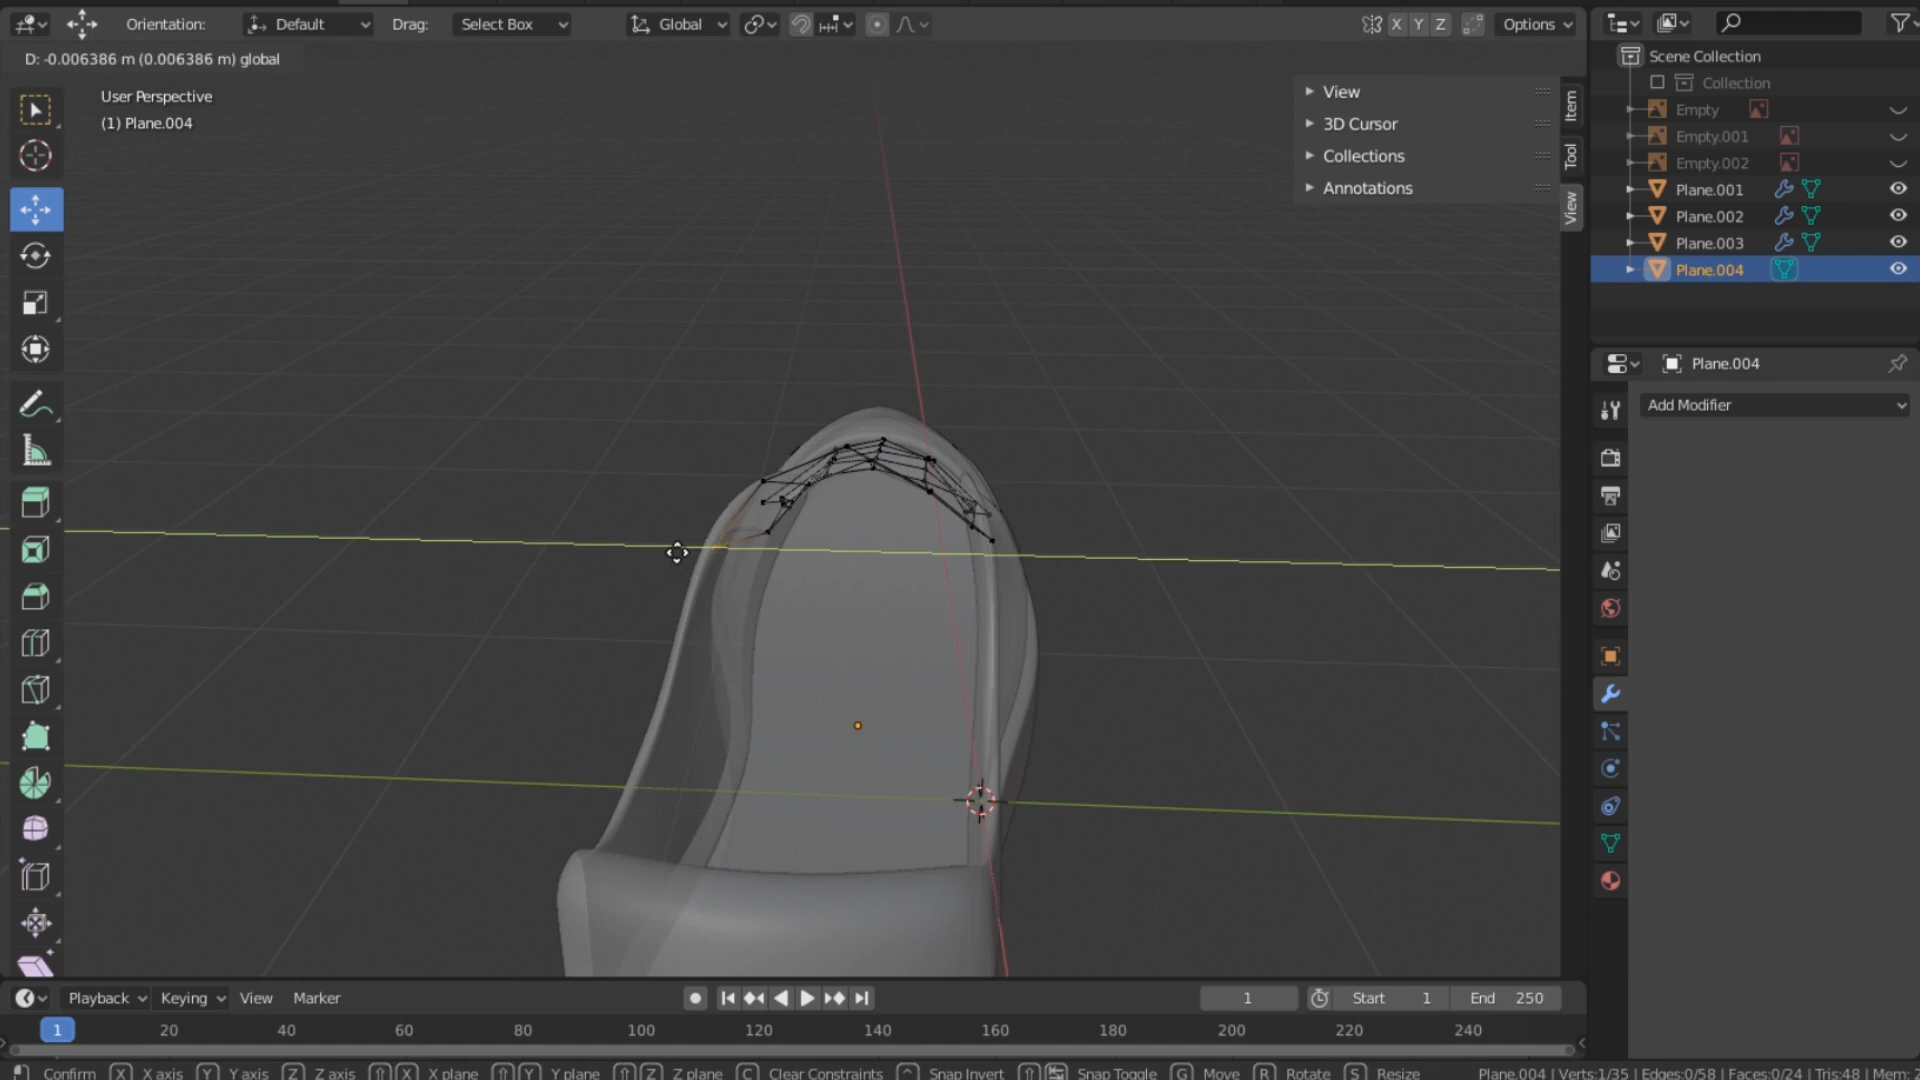 Orientation: Default Drag: Select Box Global X Y Z Options
D: -0.006386 m (0.006386 m) global
User Perspective
(1) Plane.004
View
3D Cursor
Collections
Annotations
Item
Tool
View
Scene Collection
Collection
Empty
Empty.001
Empty.002
Plane.001
Plane.002
Plane.003
Plane.004
Plane.004
Add Modifier
Playback Keying View Marker 1 Start 1 End 250
1 20 40 60 80 100 120 140 160 180 200 220 240
Confirm X X axis Y Y axis Z Z axis X X plane Y Y plane Z Z plane C Clear Constraints Snap Invert Snap Toggle G Move R Rotate S Resize Plane.004 | Verts:1/35 | Edges:0/58 | Faces:0/24 | Tris:48 | Mem: